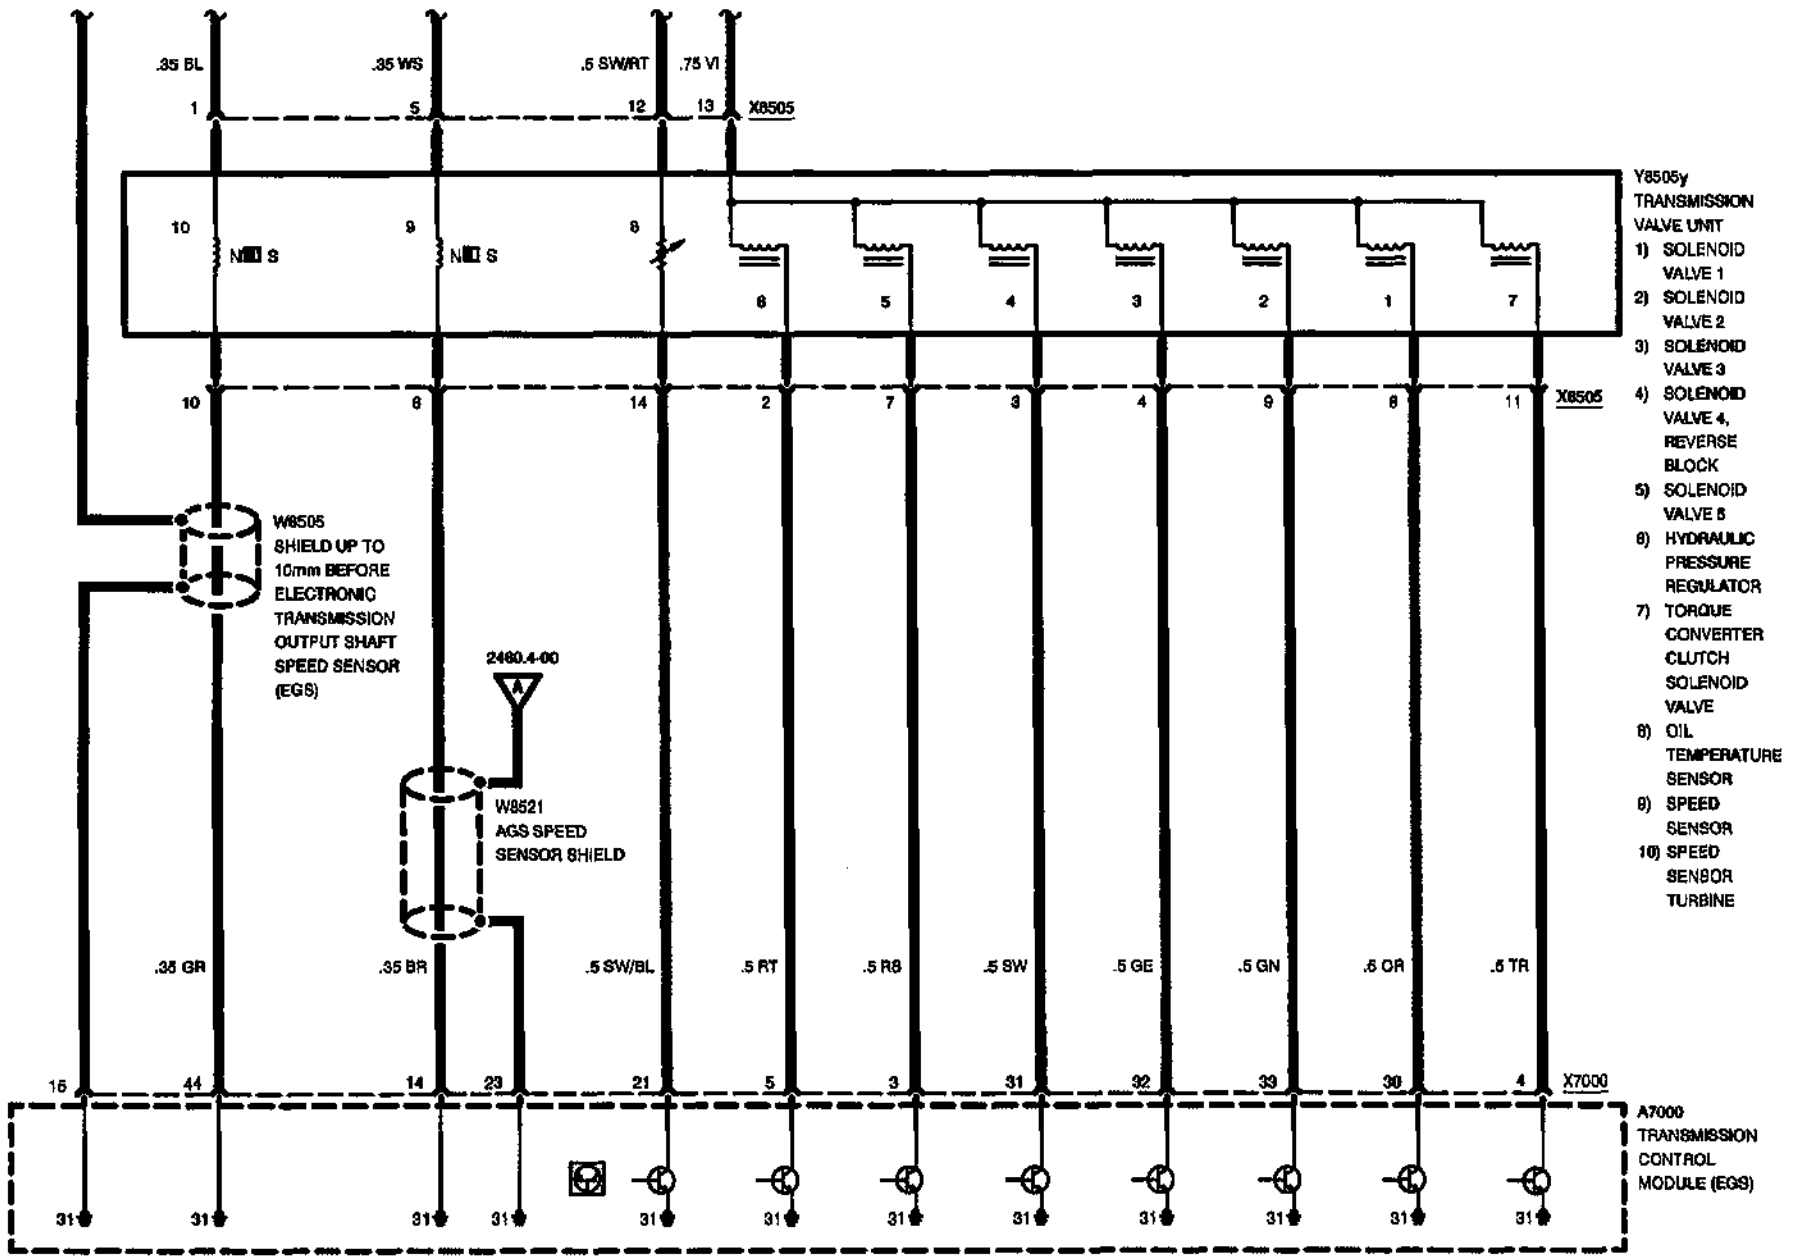 .35 BL .35 WS .5 SW/RT .75 VI
1 5 12 13 X8505
10 9 8
N S N S
6 5 4 3 2 1 7
Y8505y
TRANSMISSION
VALVE UNIT
1) SOLENOID
VALVE 1
2) SOLENOID
VALVE 2
3) SOLENOID
VALVE 3
4) SOLENOID
VALVE 4,
REVERSE
BLOCK
5) SOLENOID
VALVE 5
6) HYDRAULIC
PRESSURE
REGULATOR
7) TORQUE
CONVERTER
CLUTCH
SOLENOID
VALVE
8) OIL
TEMPERATURE
SENSOR
9) SPEED
SENSOR
10) SPEED
SENSOR
TURBINE
10 6 14 2 7 3 4 9 8 11 X8505
W8505
SHIELD UP TO
10mm BEFORE
ELECTRONIC
TRANSMISSION
OUTPUT SHAFT
SPEED SENSOR
(EGS)
2460.4-00
A
W8521
AGS SPEED
SENSOR SHIELD
.35 GR .35 BR .5 SW/BL .5 RT .5 RS .5 SW .5 GE .5 GN .5 OR .5 TR
15 44 14 23 21 5 3 31 32 33 30 4 X7000
A7000
TRANSMISSION
CONTROL
MODULE (EGS)
31 31 31 31 31 31 31 31 31 31 31 31